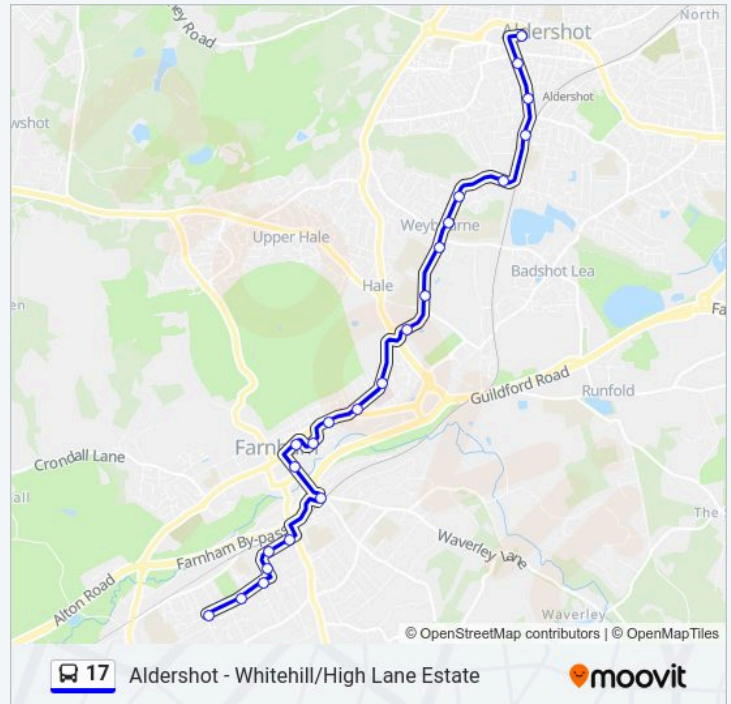 ney Road
Aldershot
North
wshot
Aldershot
Weybourne
Upper Hale
Badshot Lea
Hale
en
Fa
Guildford Road
Runfold
Farnham
Crondall Lane
all
The S
Farnham By-pass
Waverley Lane
Alton Road
Waverley
© OpenStreetMap contributors | © OpenMapTiles
17 Aldershot - Whitehill/High Lane Estate
moovit